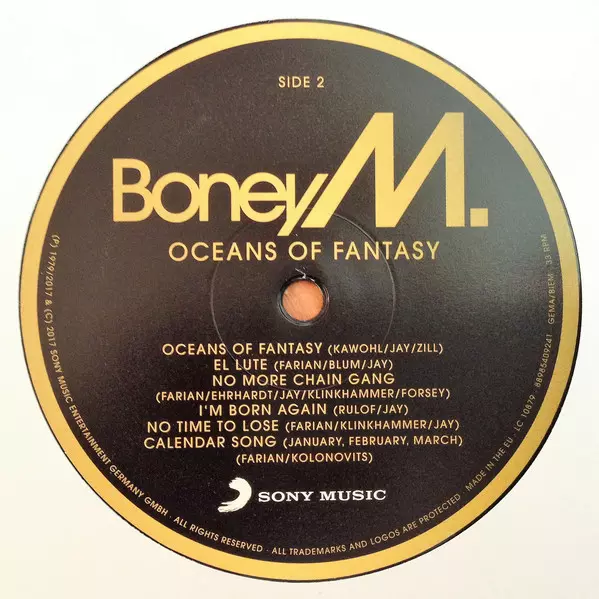 SIDE 2
Boney M.
OCEANS OF FANTASY
OCEANS OF FANTASY (KAWOHL/JAY/ZILL)
EL LUTE (FARIAN/BLUM/JAY)
NO MORE CHAIN GANG
(FARIAN/EHRHARDT/JAY/KLINKHAMMER/FORSEY)
I'M BORN AGAIN (RULOF/JAY)
NO TIME TO LOSE (FARIAN/KLINKHAMMER/JAY)
CALENDAR SONG (JANUARY, FEBRUARY, MARCH)
(FARIAN/KOLONOVITS)
SONY MUSIC
(P) 1979/2017 & (C) 2017 SONY MUSIC ENTERTAINMENT GERMANY GMBH · ALL RIGHTS RESERVED · ALL TRADEMARKS AND LOGOS ARE PROTECTED · MADE IN THE EU · LC 10879 · 88985409241 GEMA/BIEM 33 RPM